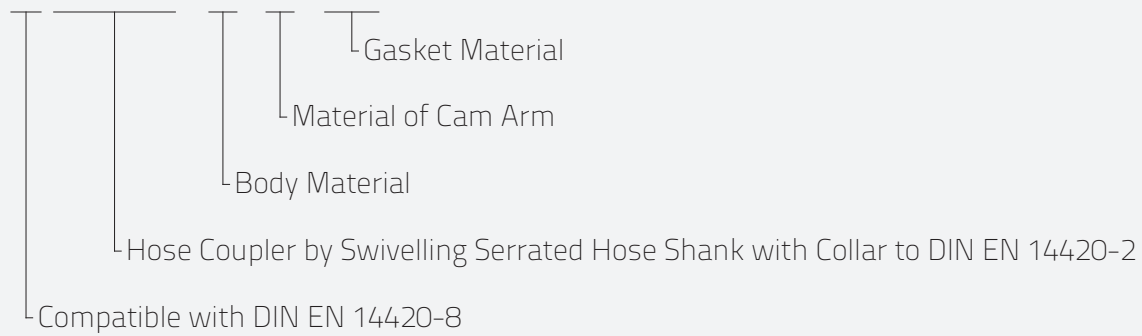 Gasket Material
Material of Cam Arm
Body Material
Hose Coupler by Swivelling Serrated Hose Shank with Collar to DIN EN 14420-2
Compatible with DIN EN 14420-8